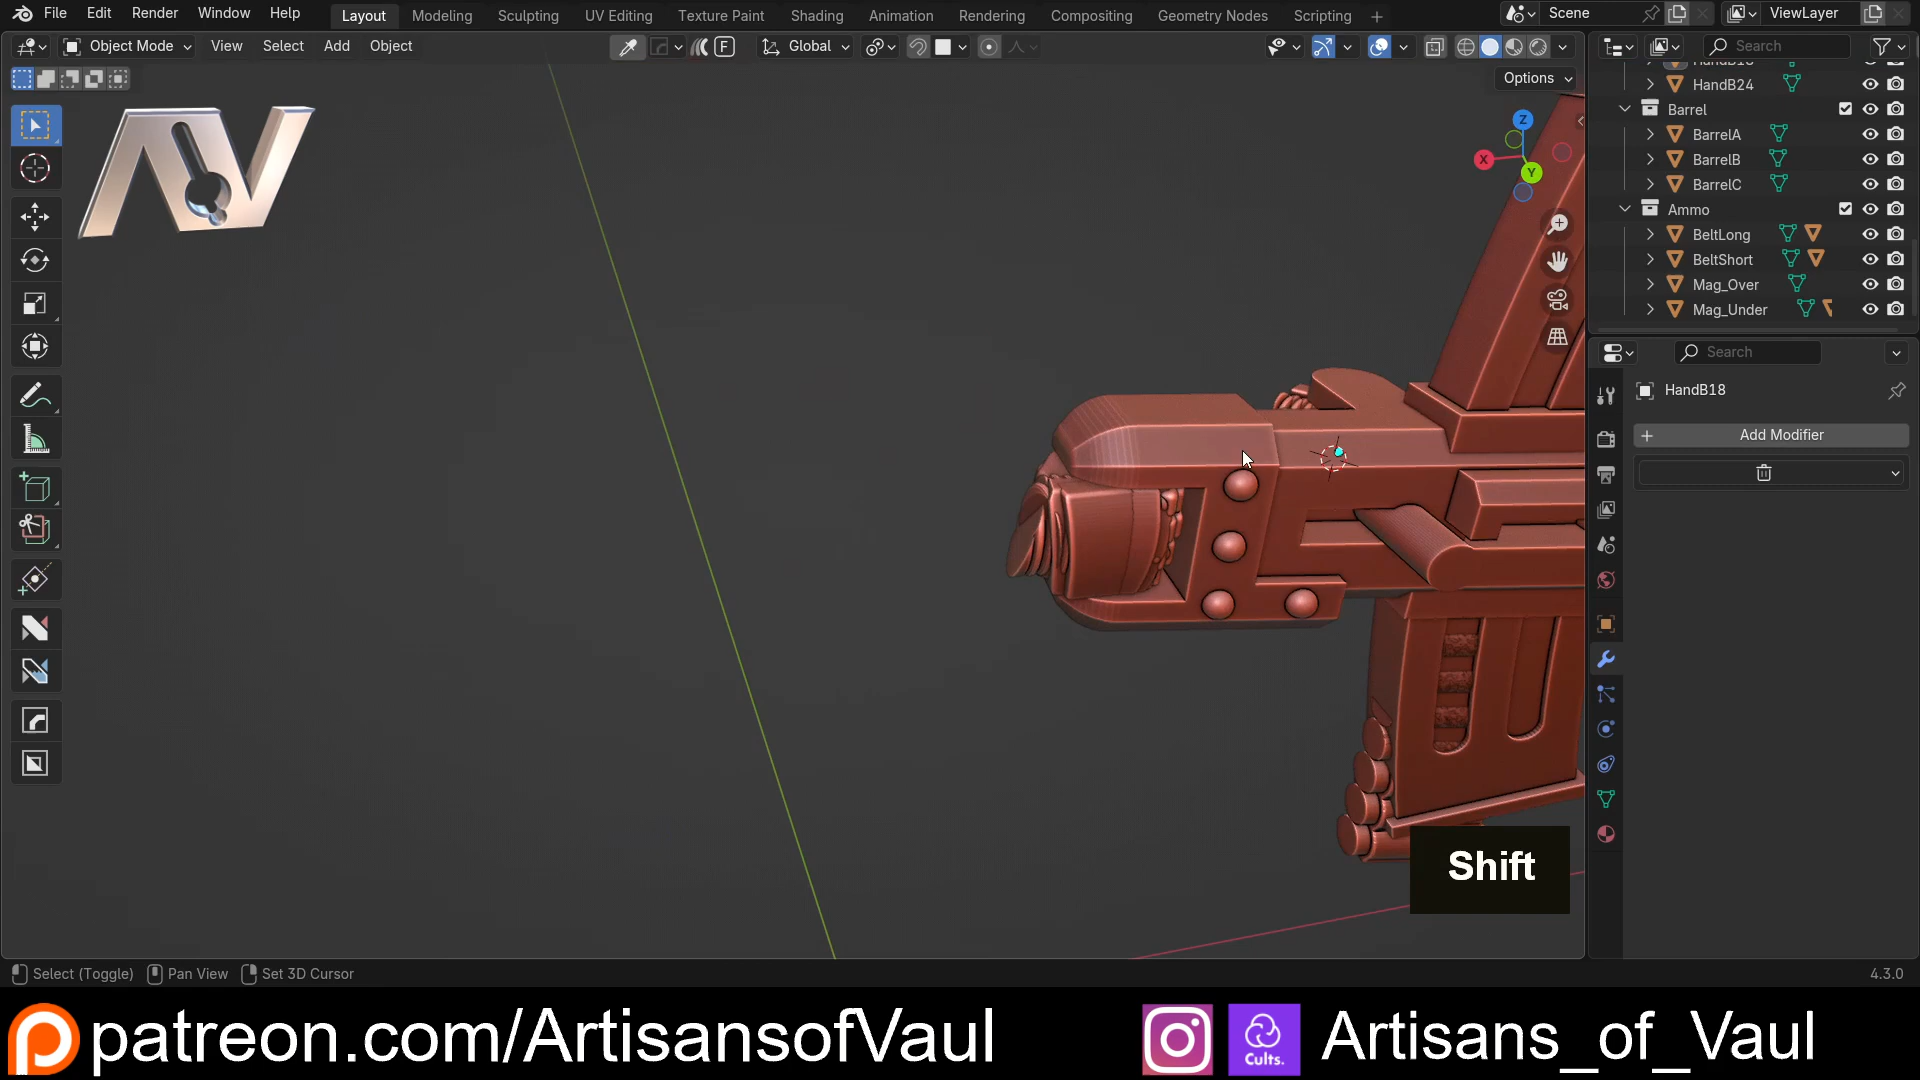 File Edit Render Window Help Layout Modeling Sculpting UV Editing Texture Paint Shading Animation Rendering Compositing Geometry Nodes Scripting + Scene ViewLayer
Object Mode View Select Add Object F Global Search
Options
HandB24
Barrel
BarrelA
BarrelB
BarrelC
Ammo
BeltLong
BeltShort
Mag_Over
Mag_Under
Z
X
Y
Search
HandB18
Add Modifier
Shift
Select (Toggle) Pan View Set 3D Cursor 4.3.0
patreon.com/ArtisansofVaul Cults. Artisans_of_Vaul